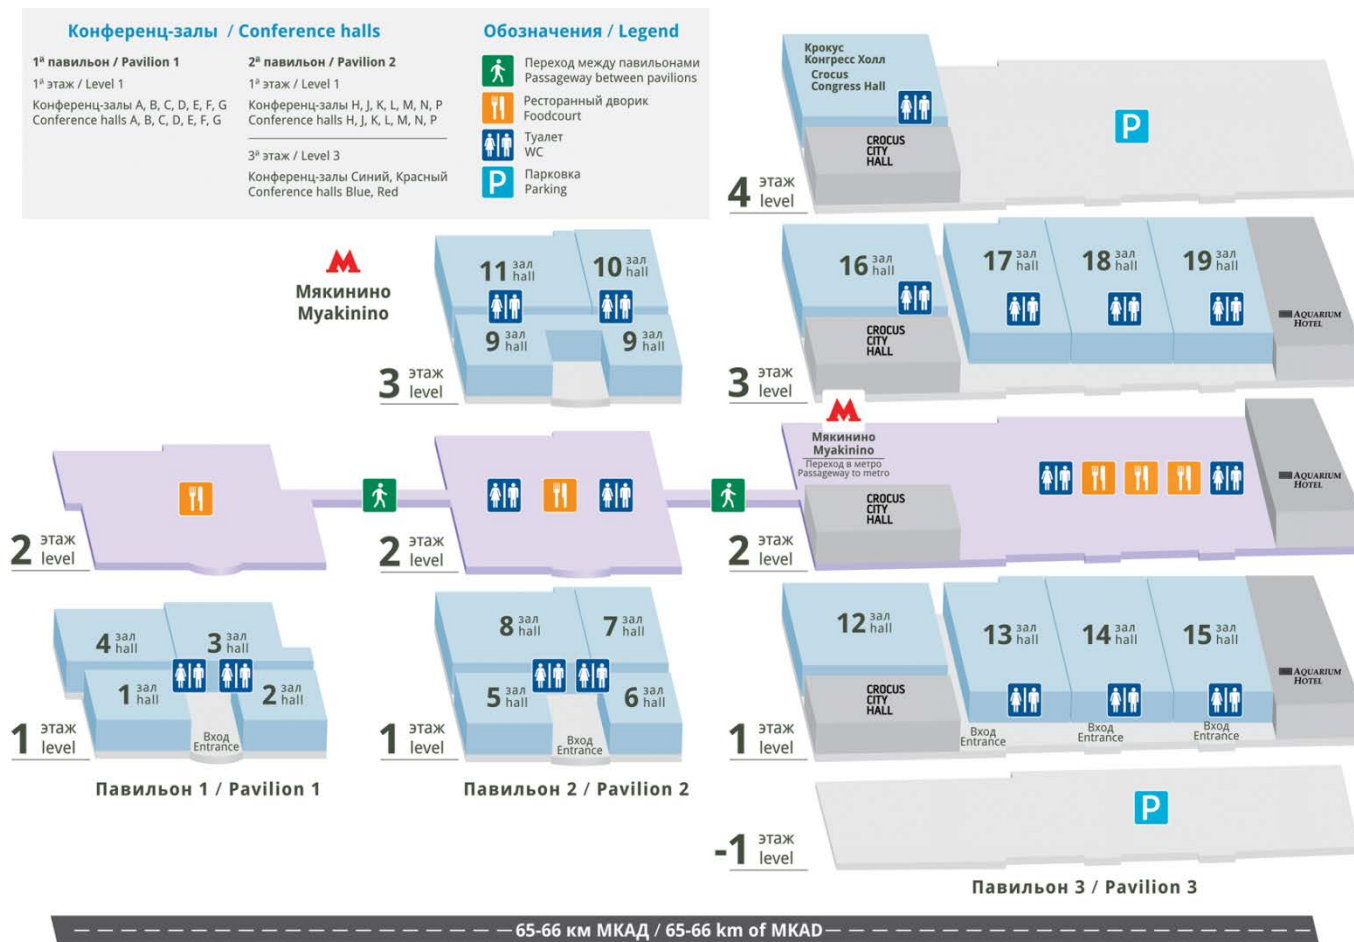 Конференц-залы / Conference halls
1й павильон / Pavilion 1
1й этаж / Level 1
Конференц-залы A, B, C, D, E, F, G
Conference halls A, B, C, D, E, F, G
2й павильон / Pavilion 2
1й этаж / Level 1
Конференц-залы H, J, K, L, M, N, P
Conference halls H, J, K, L, M, N, P
3й этаж / Level 3
Конференц-залы Синий, Красный
Conference halls Blue, Red
Обозначения / Legend
Переход между павильонами
Passageway between pavilions
Ресторанный дворик
Foodcourt
Туалет
WC
P
Парковка
Parking
Крокус
Конгресс Холл
Crocus
Congress Hall
CROCUS
CITY
HALL
P
4 этаж
level
М
Мякинино
Myakinino
11 зал
hall
10 зал
hall
9 зал
hall
9 зал
hall
3 этаж
level
16 зал
hall
17 зал
hall
18 зал
hall
19 зал
hall
CROCUS
CITY
HALL
AQUARIUM
HOTEL
3 этаж
level
М
Мякинино
Myakinino
Переход в метро
Passageway to metro
CROCUS
CITY
HALL
AQUARIUM
HOTEL
2 этаж
level
2 этаж
level
2 этаж
level
4 зал
hall
3 зал
hall
1 зал
hall
2 зал
hall
Вход
Entrance
1 этаж
level
Павильон 1 / Pavilion 1
8 зал
hall
7 зал
hall
5 зал
hall
6 зал
hall
Вход
Entrance
1 этаж
level
Павильон 2 / Pavilion 2
12 зал
hall
13 зал
hall
14 зал
hall
15 зал
hall
CROCUS
CITY
HALL
AQUARIUM
HOTEL
Вход
Entrance
Вход
Entrance
Вход
Entrance
1 этаж
level
P
-1 этаж
level
Павильон 3 / Pavilion 3
65-66 км МКАД / 65-66 km of MKAD